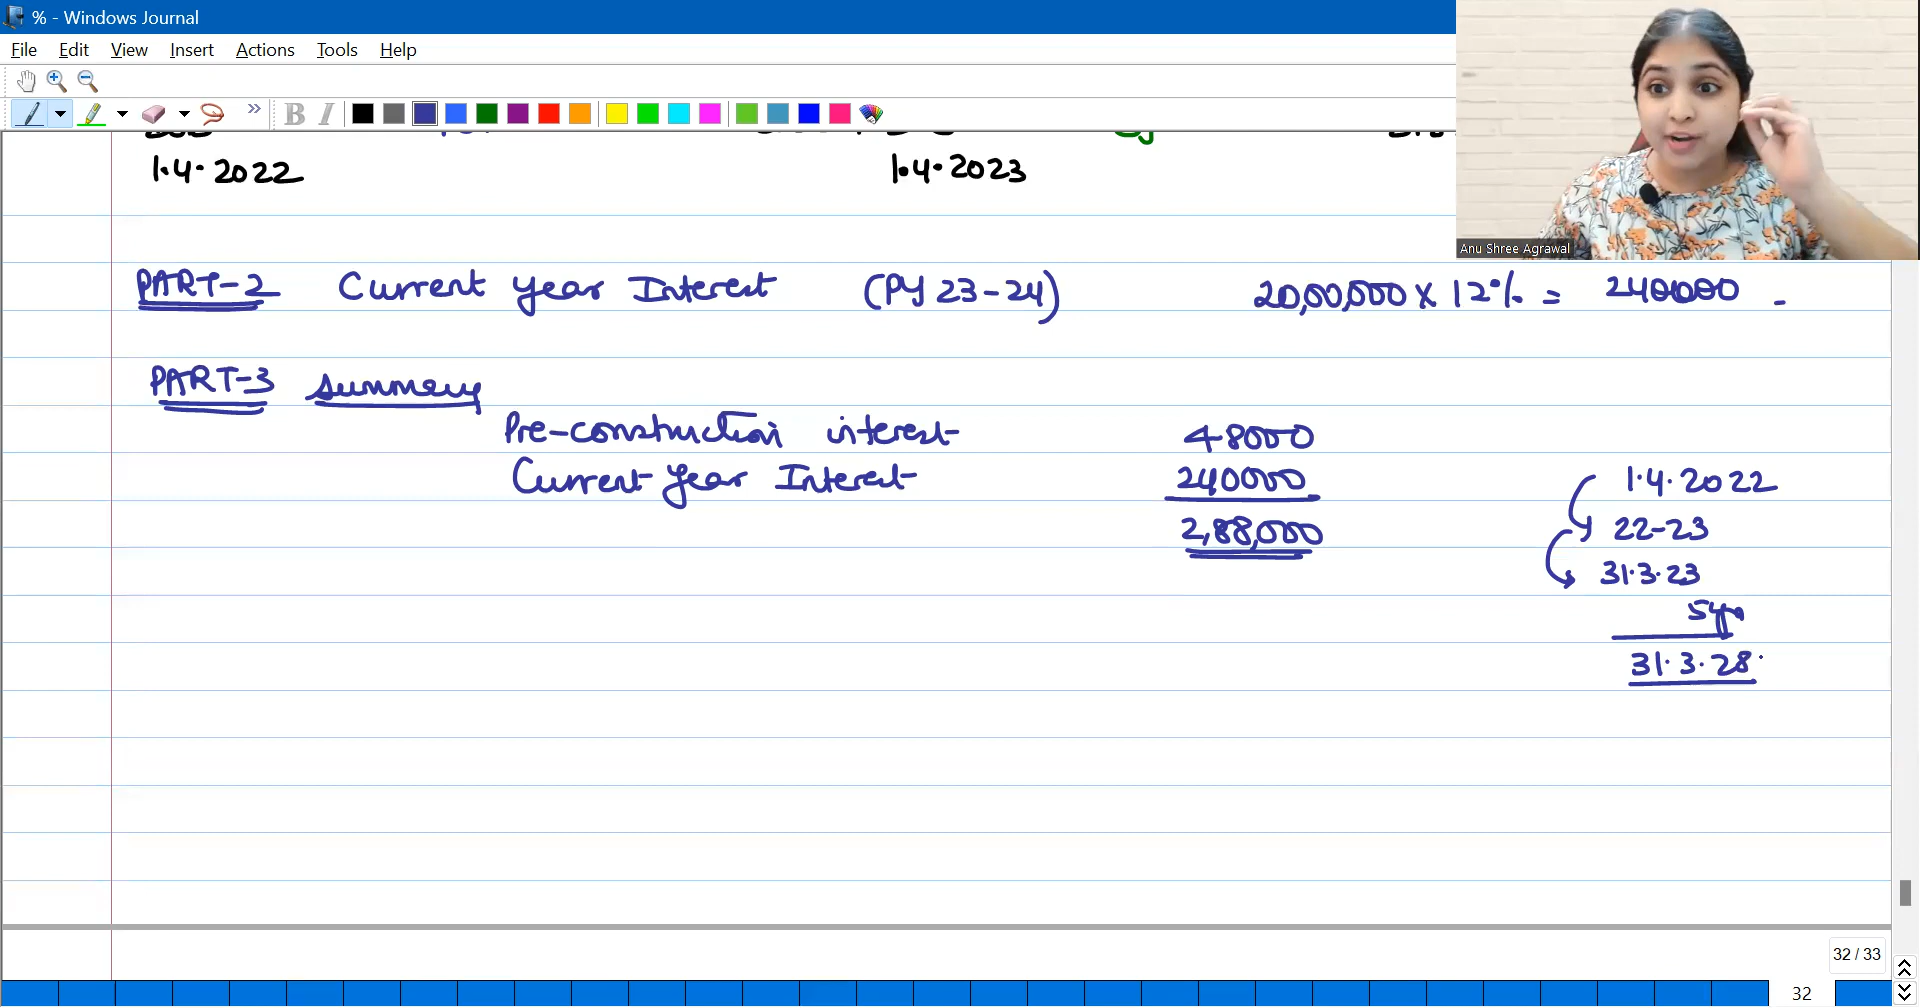 % - Windows Journal
File Edit View Insert Actions Tools Help
B I
1.4.2022 1.4.2023
Anu Shree Agrawal
PART-2 Current year Interest (PY 23-24) 20,00,000 x 12% = 240000 -
PART-3 Summery
Pre-construction interest 48000
Current year Interest 240000 1.4.2022
2,88,000 22-23
31.3.23
5yrs
31.3.28
32 / 33
32